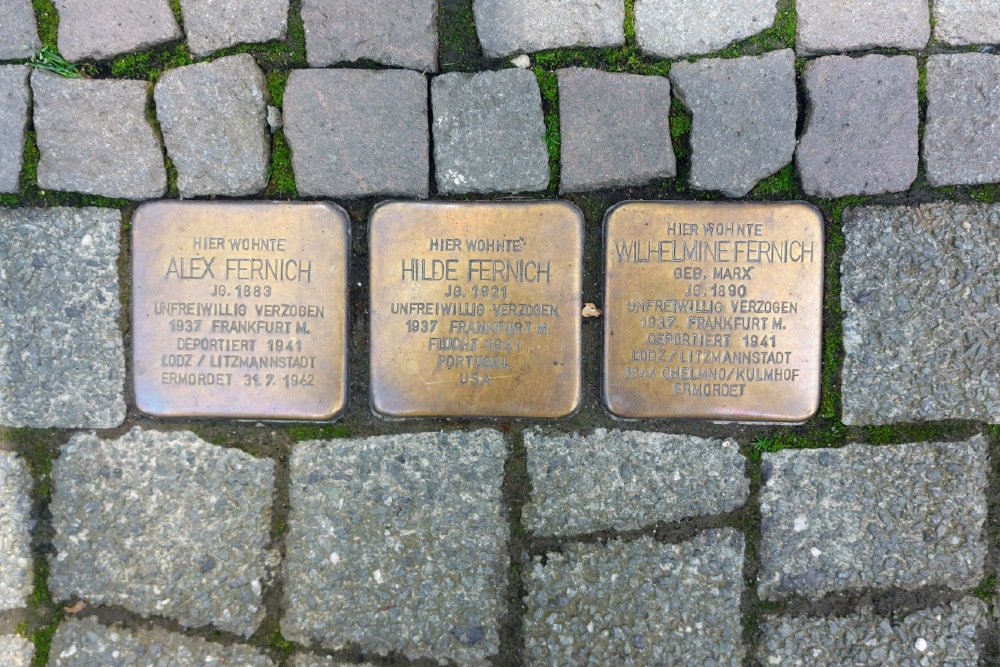 HIER WOHNTE
ALEX FERNICH
JG. 1883
UNFREIWILLIG VERZOGEN
1937 FRANKFURT M.
DEPORTIERT 1941
ŁODZ / LITZMANNSTADT
ERMORDET 31.7. 1942
HIER WOHNTE
HILDE FERNICH
JG. 1921
UNFREIWILLIG VERZOGEN
1937 FRANKFURT M.
FLUCHT 1941
PORTUGAL
USA
HIER WOHNTE
WILHELMINE FERNICH
GEB. MARX
JG. 1890
UNFREIWILLIG VERZOGEN
1937 FRANKFURT M.
DEPORTIERT 1941
ŁODZ / LITZMANNSTADT
1944 CHELMNO/KULMHOF
ERMORDET